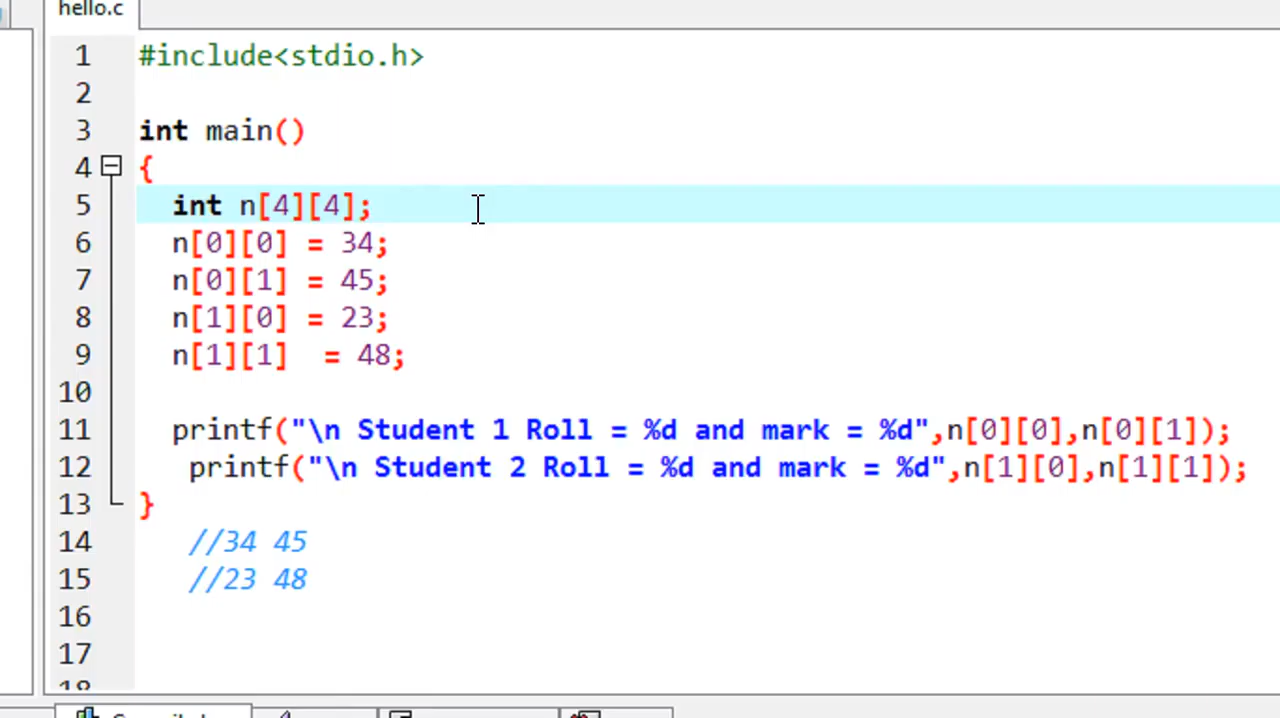 hello.c
1 #include<stdio.h>
2
3 int main()
4 {
5 int n[4][4];
6 n[0][0] = 34;
7 n[0][1] = 45;
8 n[1][0] = 23;
9 n[1][1]  = 48;
10
11 printf("\n Student 1 Roll = %d and mark = %d",n[0][0],n[0][1]);
12 printf("\n Student 2 Roll = %d and mark = %d",n[1][0],n[1][1]);
13 }
14 //34 45
15 //23 48
16
17
18